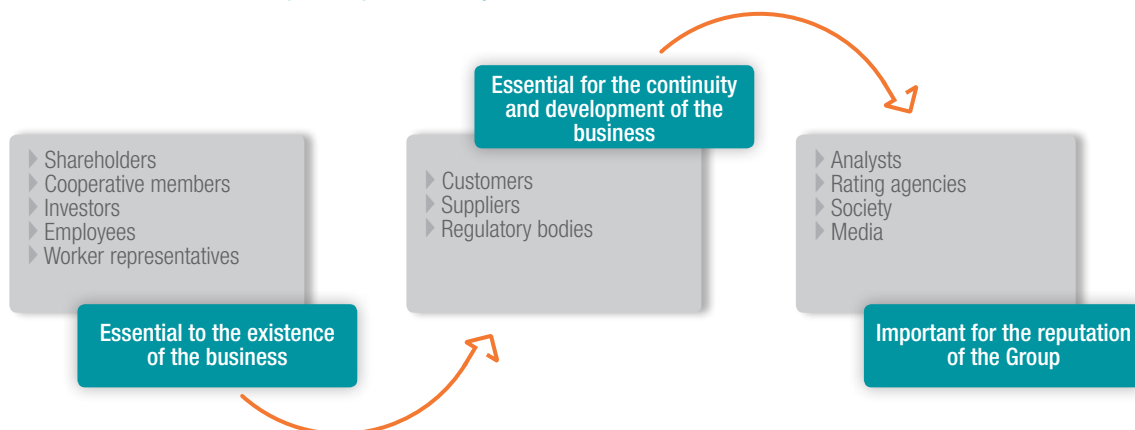 Shareholders
Cooperative members
Investors
Employees
Worker representatives
Essential to the existence
of the business
Essential for the continuity
and development of the
business
Customers
Suppliers
Regulatory bodies
Analysts
Rating agencies
Society
Media
Important for the reputation
of the Group